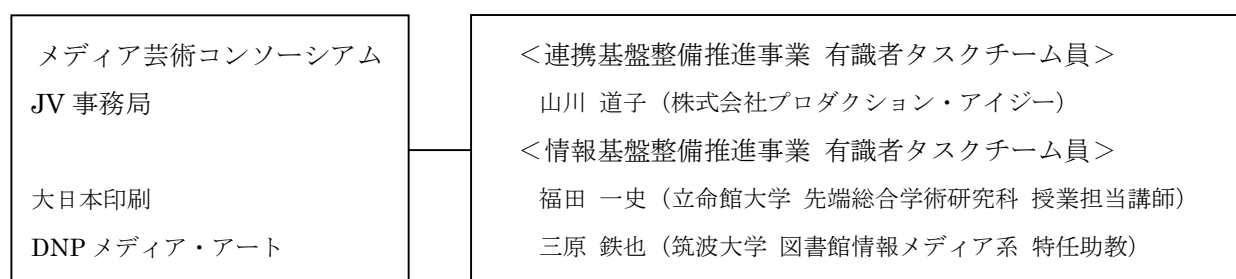 メディア芸術コンソーシアム
JV 事務局
大日本印刷
DNP メディア・アート
＜連携基盤整備推進事業 有識者タスクチーム員＞
山川 道子（株式会社プロダクション・アイジー）
＜情報基盤整備推進事業 有識者タスクチーム員＞
福田 一史（立命館大学 先端総合学術研究科 授業担当講師）
三原 鉄也（筑波大学 図書館情報メディア系 特任助教）